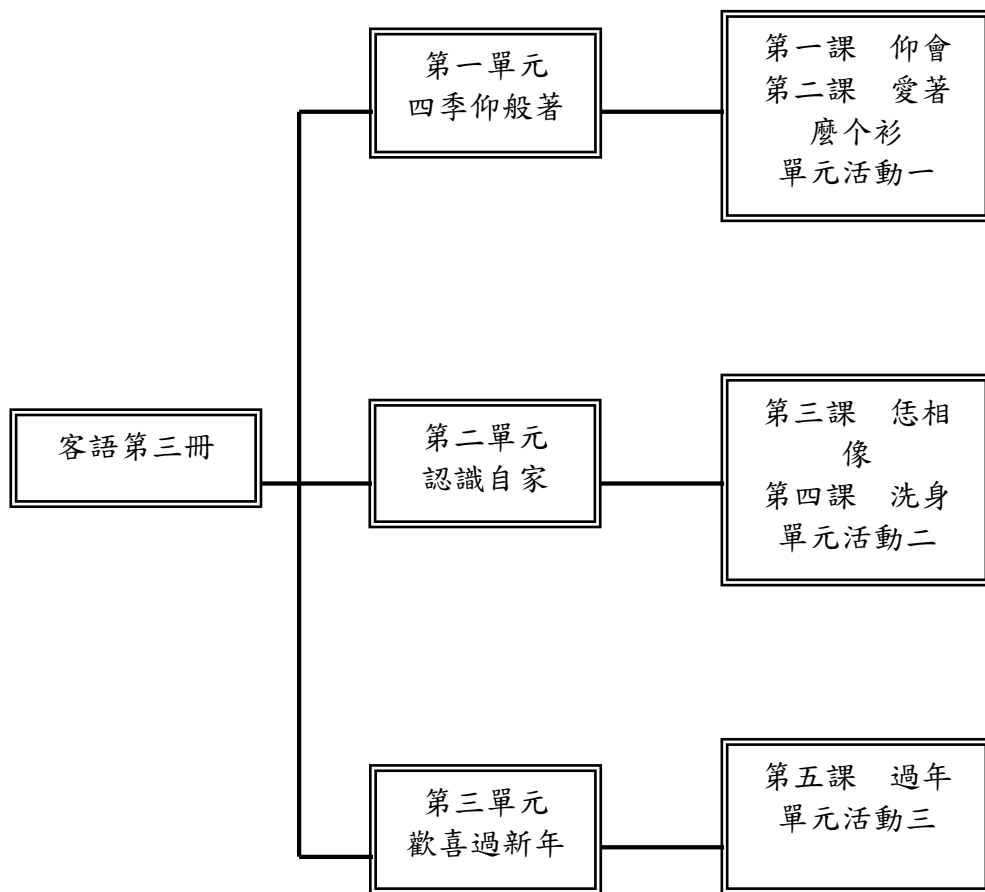 客語第三冊
第一單元
四季仰般著
第一課　仰會
第二課　愛著
麼个衫
單元活動一
第二單元
認識自家
第三課　恁相
像
第四課　洗身
單元活動二
第三單元
歡喜過新年
第五課　過年
單元活動三